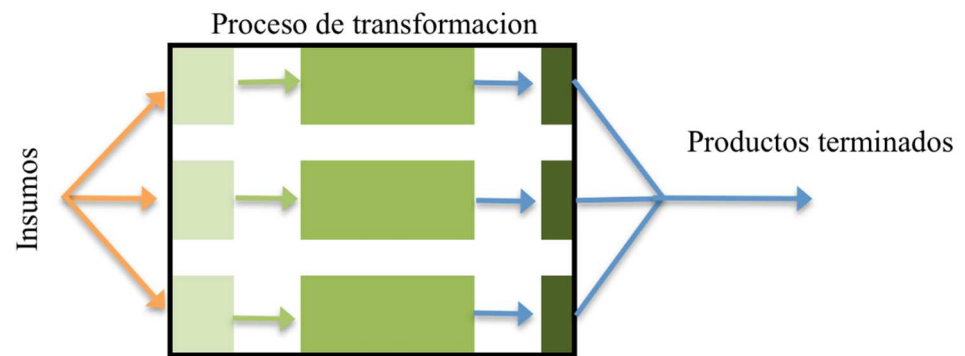 Proceso de transformacion
Insumos
Productos terminados